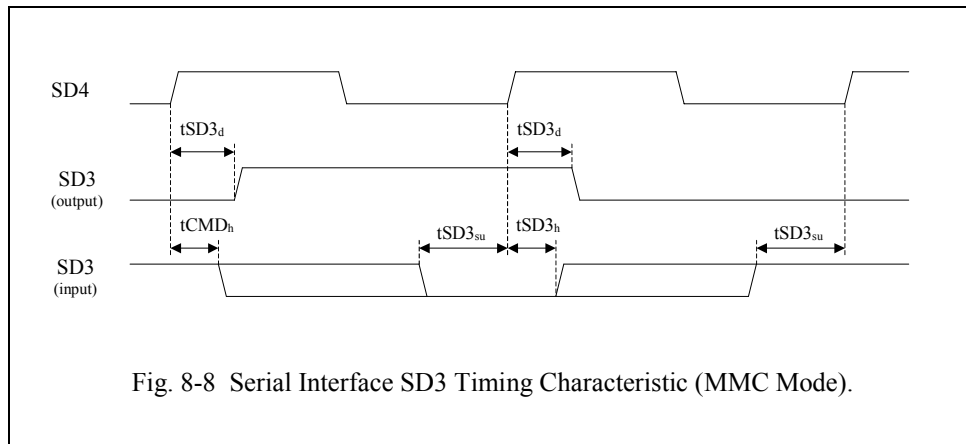 SD4
tSD3d
tSD3d
SD3
(output)
tCMDh
tSD3su
tSD3h
tSD3su
SD3
(input)
Fig. 8-8 Serial Interface SD3 Timing Characteristic (MMC Mode).